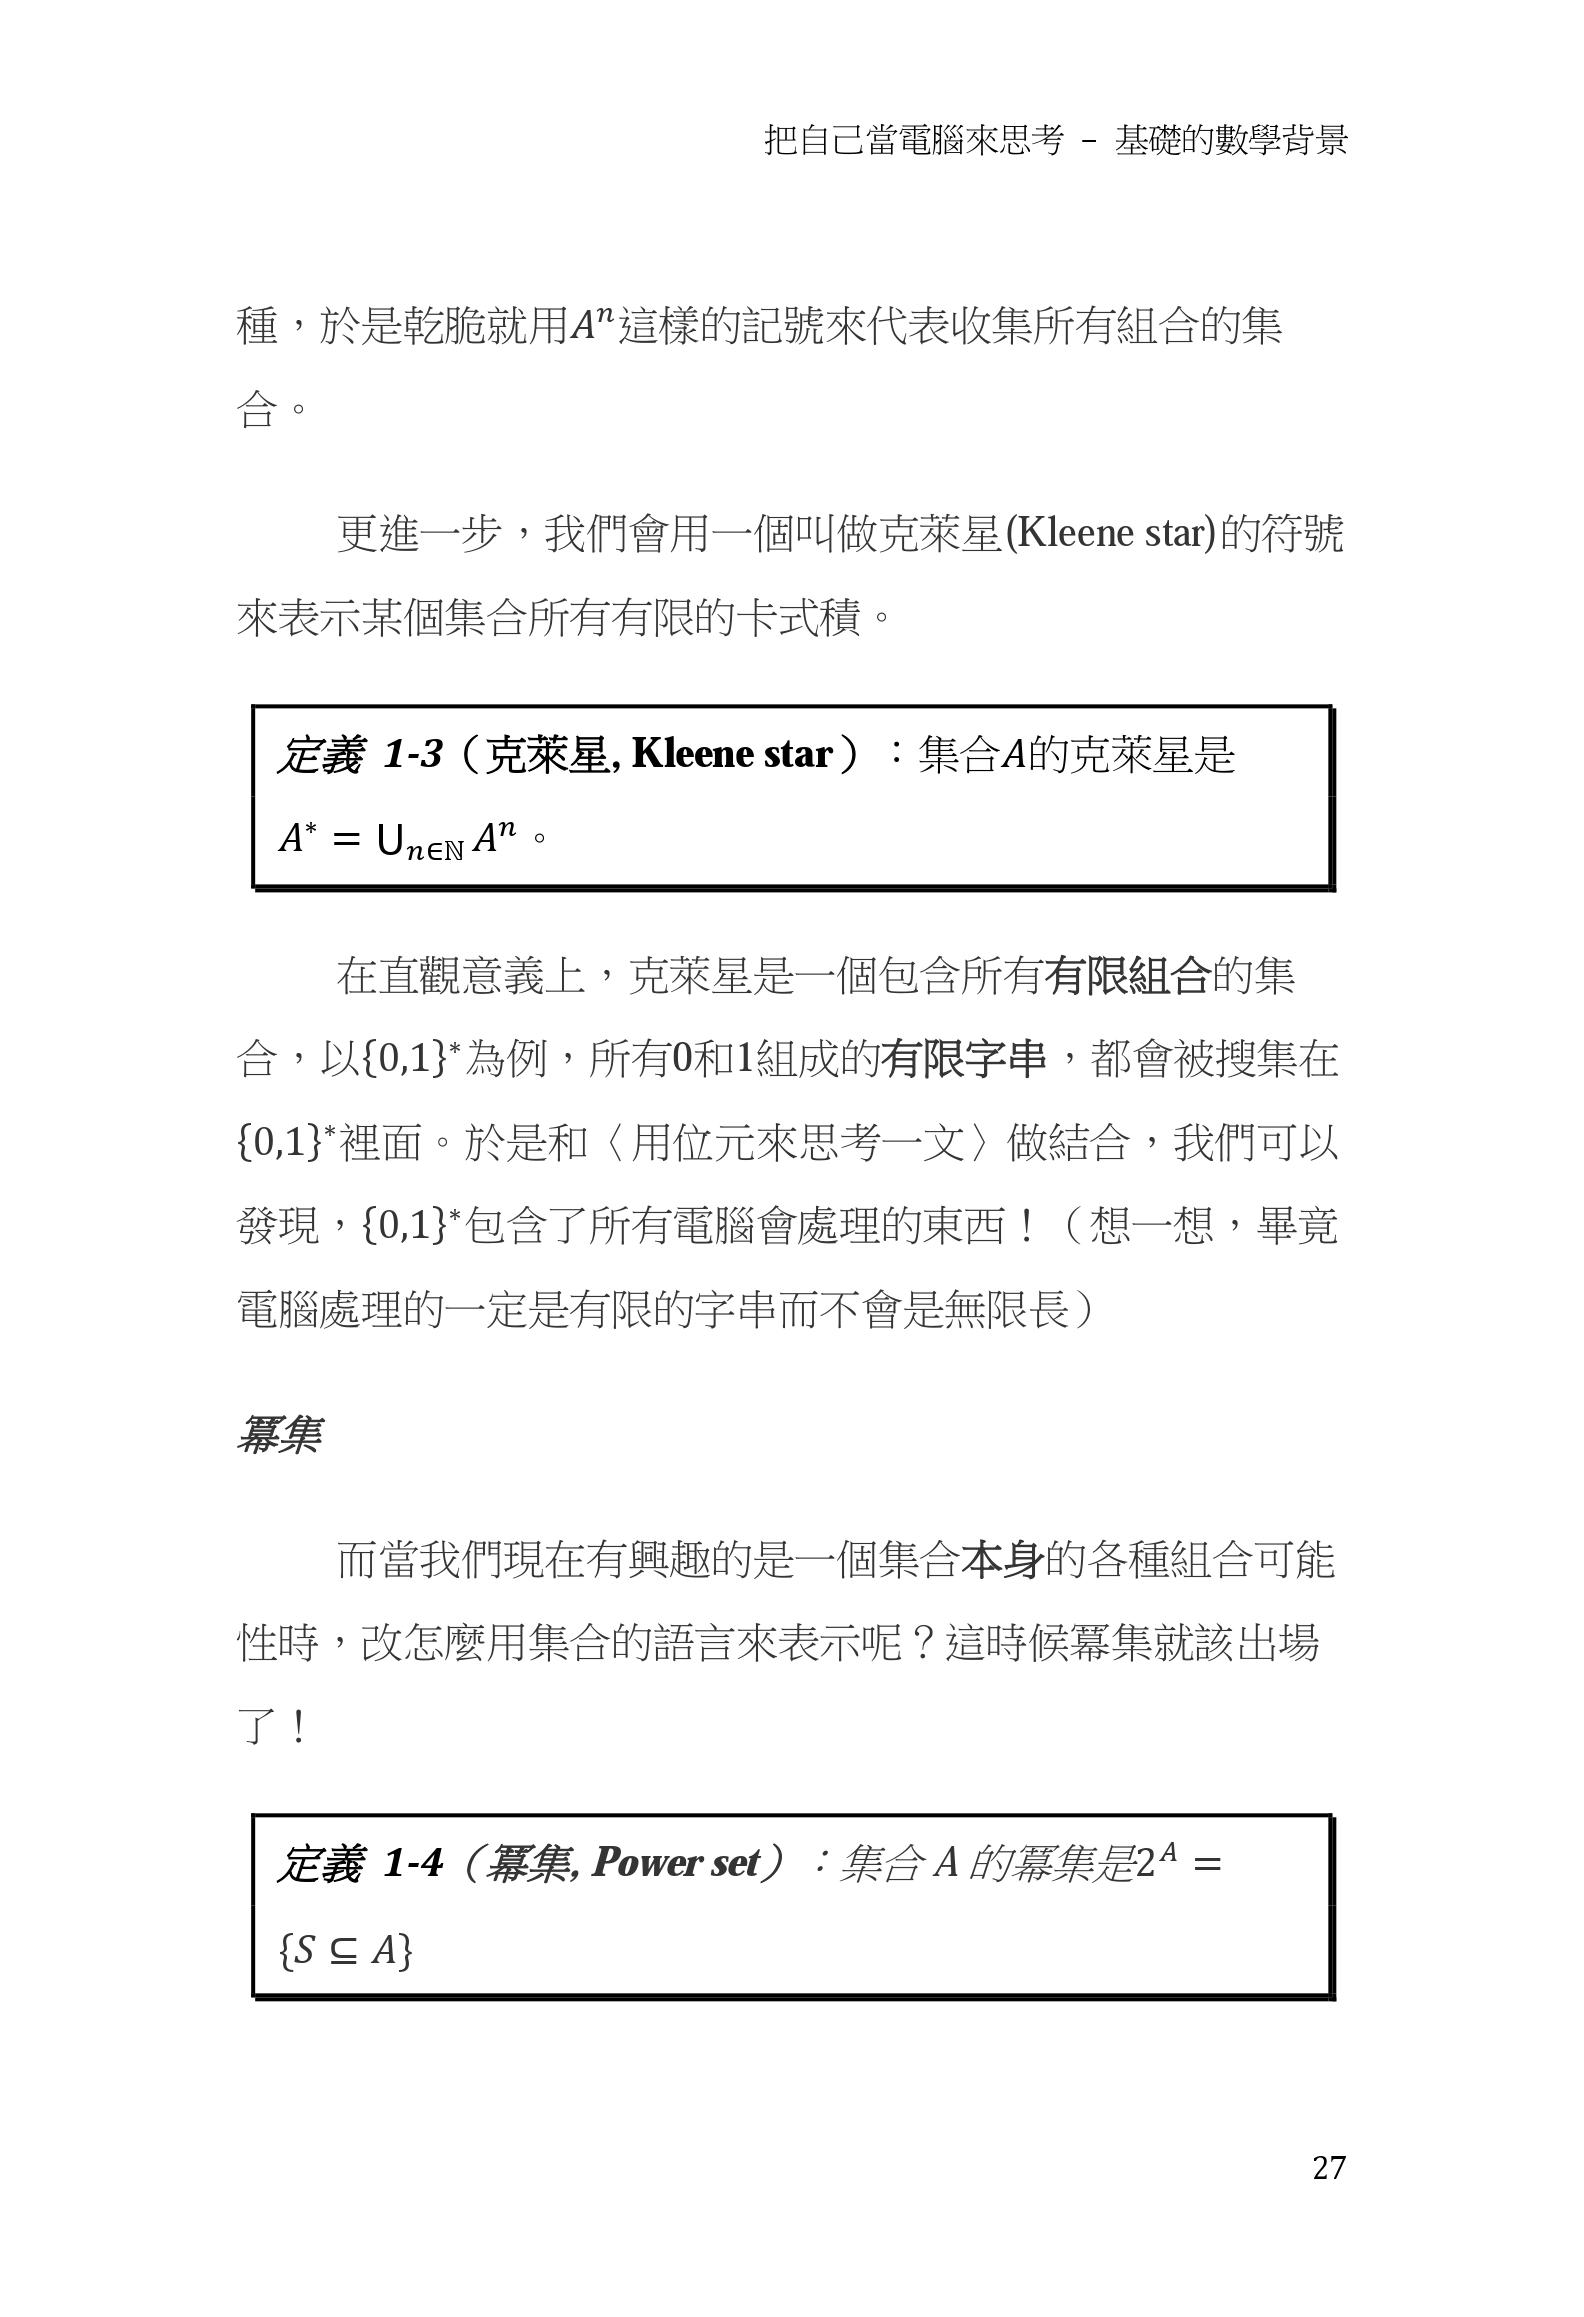 把自己當電腦來思考 – 基礎的數學背景
種，於是乾脆就用Aⁿ這樣的記號來代表收集所有組合的集
合。
更進一步，我們會用一個叫做克萊星(Kleene star)的符號
來表示某個集合所有有限的卡式積。
定義 1-3（克萊星, Kleene star）：集合A的克萊星是
A* = ⋃ₙ∈ℕ Aⁿ。
在直觀意義上，克萊星是一個包含所有有限組合的集
合，以{0,1}*為例，所有0和1組成的有限字串，都會被搜集在
{0,1}*裡面。於是和〈用位元來思考一文〉做結合，我們可以
發現，{0,1}*包含了所有電腦會處理的東西！（想一想，畢竟
電腦處理的一定是有限的字串而不會是無限長）
冪集
而當我們現在有興趣的是一個集合本身的各種組合可能
性時，改怎麼用集合的語言來表示呢？這時候冪集就該出場
了！
定義 1-4（冪集, Power set）：集合 A 的冪集是2ᴬ =
{S ⊆ A}
27